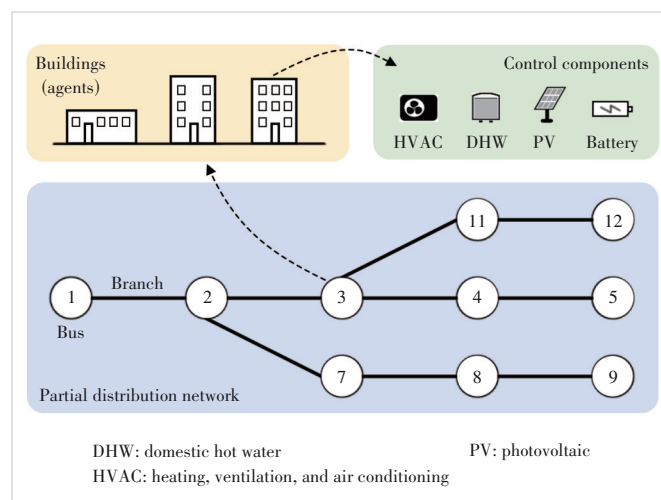 Buildings
(agents)
Control components
HVAC
DHW
PV
Battery
11
12
Branch
1
2
3
4
5
Bus
7
8
9
Partial distribution network
DHW: domestic hot water
PV: photovoltaic
HVAC: heating, ventilation, and air conditioning